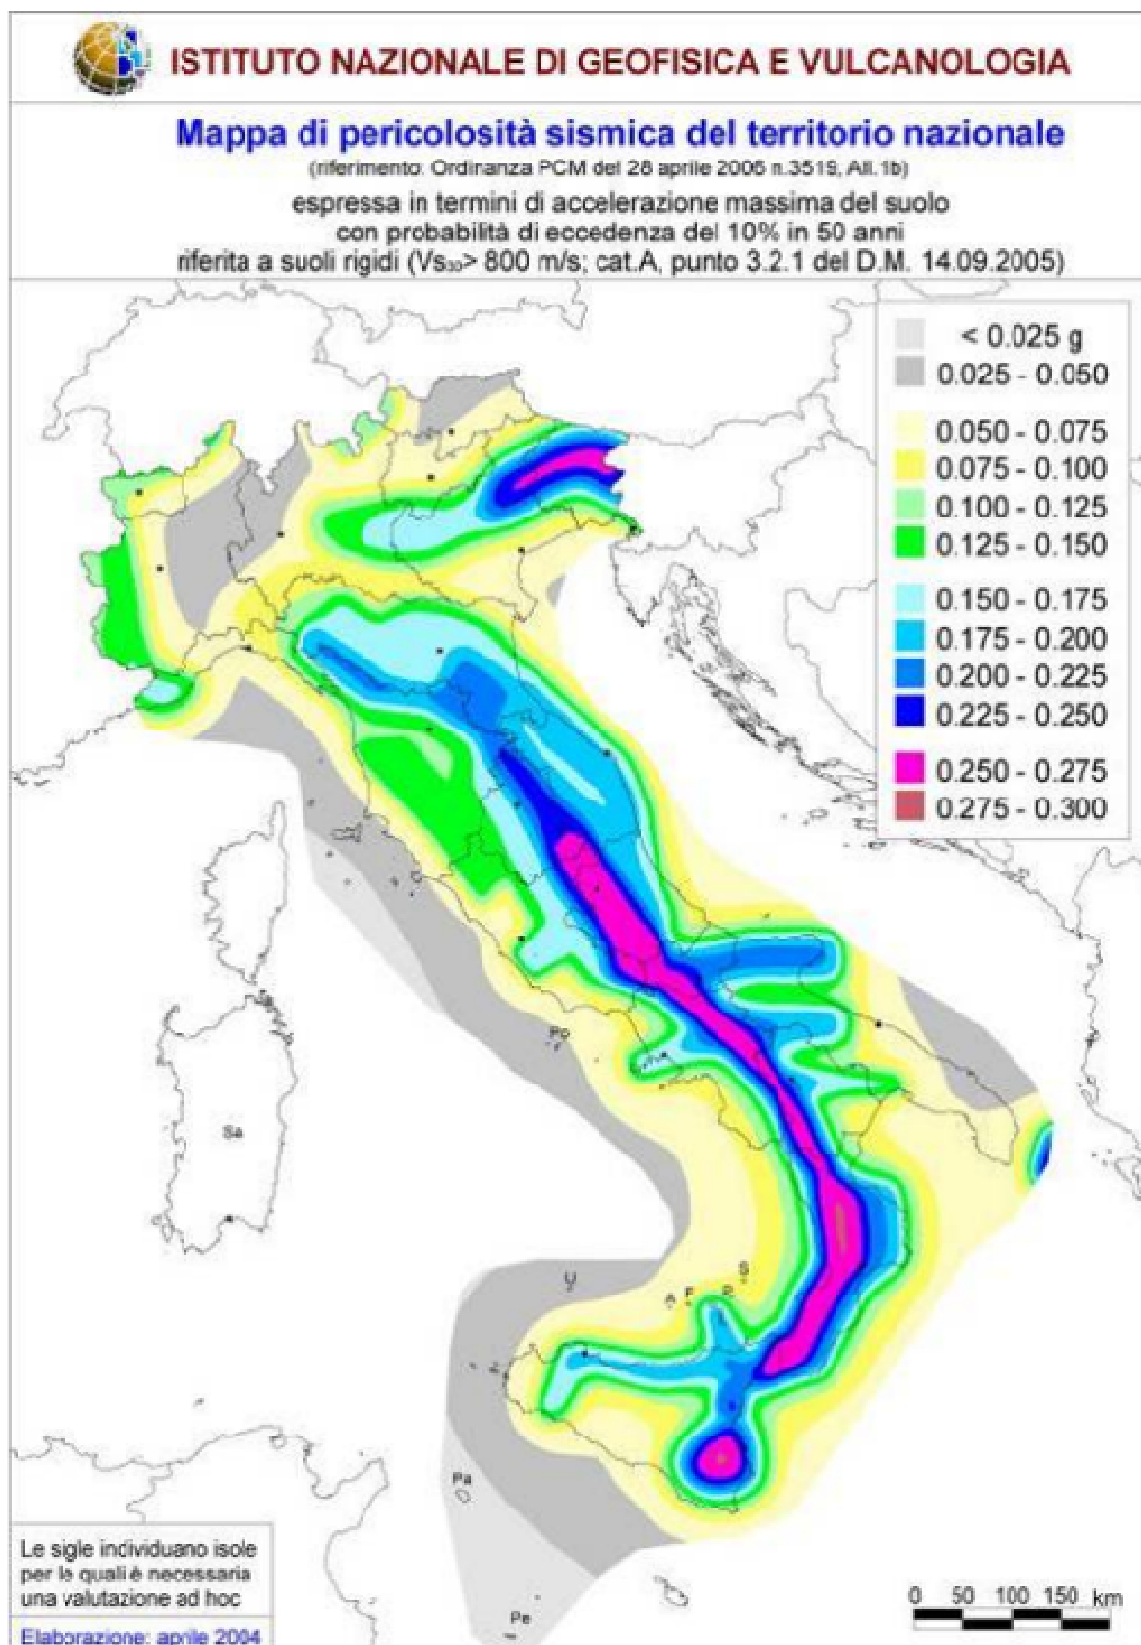 ISTITUTO NAZIONALE DI GEOFISICA E VULCANOLOGIA
Mappa di pericolosità sismica del territorio nazionale
(riferimento: Ordinanza PCM del 28 aprile 2006 n.3519, All.1b)
espressa in termini di accelerazione massima del suolo
con probabilità di eccedenza del 10% in 50 anni
riferita a suoli rigidi (Vs30> 800 m/s; cat.A, punto 3.2.1 del D.M. 14.09.2005)
< 0.025 g
0.025 - 0.050
0.050 - 0.075
0.075 - 0.100
0.100 - 0.125
0.125 - 0.150
0.150 - 0.175
0.175 - 0.200
0.200 - 0.225
0.225 - 0.250
0.250 - 0.275
0.275 - 0.300
Po
Sa
S
U
A F P
Pa
Pe
Le sigle individuano isole
per le quali è necessaria
una valutazione ad hoc
Elaborazione: aprile 2004
0 50 100 150 km